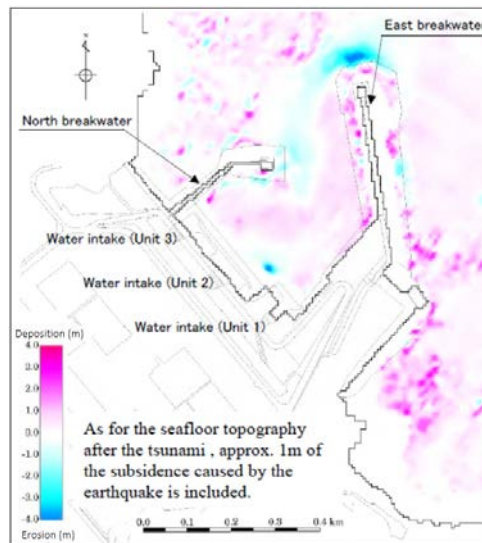 East breakwater
North breakwater
Water intake (Unit 3)
Water intake (Unit 2)
Water intake (Unit 1)
Deposition [m]
4.0
3.0
2.0
1.0
0.0
-1.0
-2.0
-3.0
-4.0
Erosion [m]
As for the seafloor topography
after the tsunami , approx. 1m of
the subsidence caused by the
earthquake is included.
0.0 0.1 0.2 0.3 0.4 km